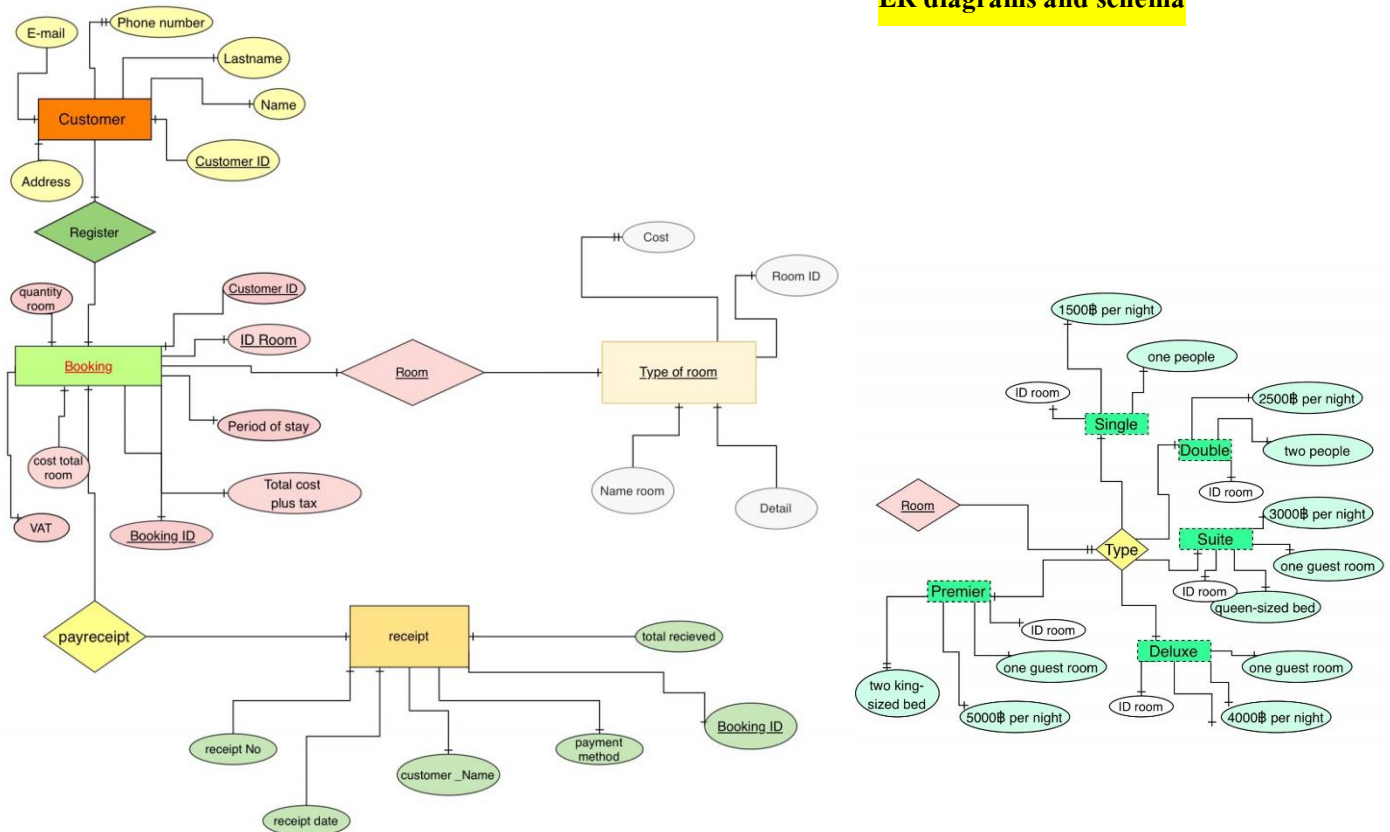 ER diagrams and schema
E-mail
Phone number
Lastname
Name
Customer
Customer ID
Address
Register
quantity
room
Customer ID
ID Room
Booking
Period of stay
cost total
room
Total cost
plus tax
VAT
Booking ID
Room
Cost
Room ID
Type of room
Name room
Detail
payreceipt
receipt
total recieved
receipt No
receipt date
customer _Name
payment
method
Booking ID
1500฿ per night
one people
ID room
Single
2500฿ per night
Double
two people
ID room
Room
Type
3000฿ per night
Suite
one guest room
ID room
queen-sized bed
Premier
ID room
one guest room
two king-
sized bed
5000฿ per night
Deluxe
one guest room
ID room
4000฿ per night